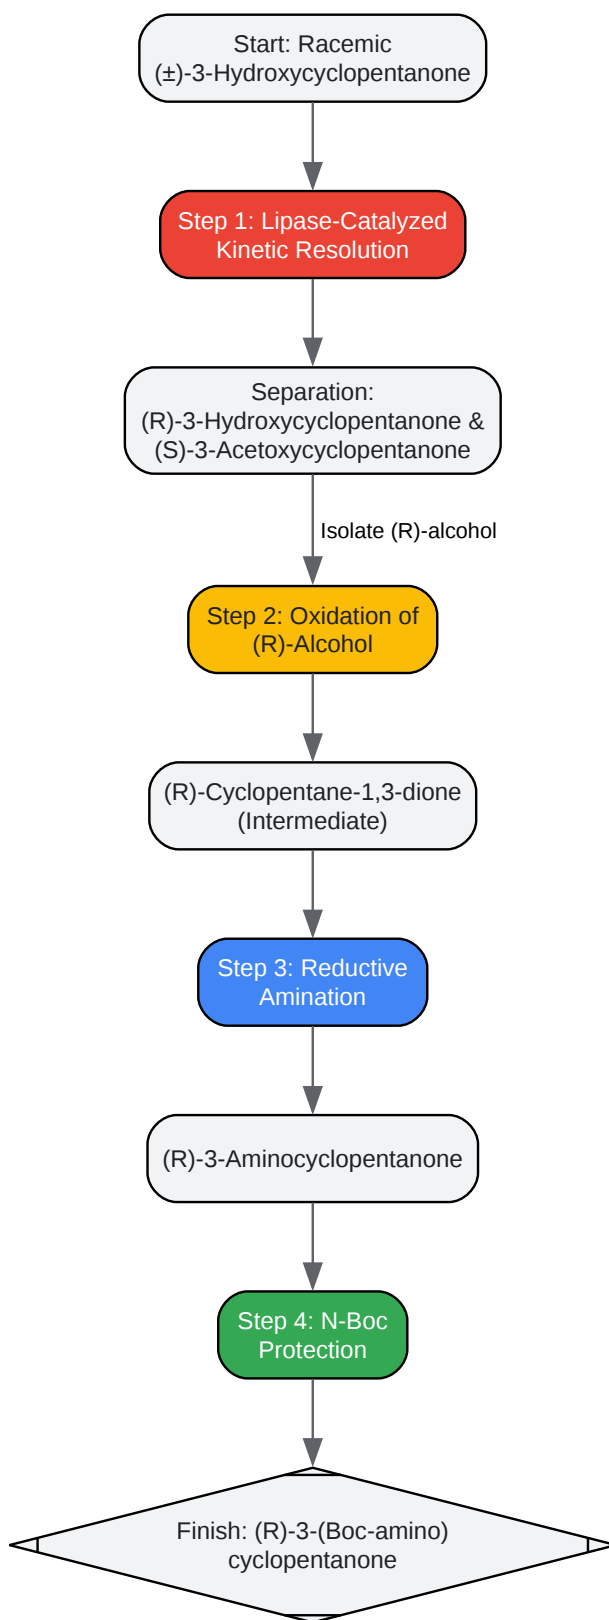 Start: Racemic
(±)-3-Hydroxycyclopentanone
Step 1: Lipase-Catalyzed
Kinetic Resolution
Separation:
(R)-3-Hydroxycyclopentanone &
(S)-3-Acetoxycyclopentanone
Isolate (R)-alcohol
Step 2: Oxidation of
(R)-Alcohol
(R)-Cyclopentane-1,3-dione
(Intermediate)
Step 3: Reductive
Amination
(R)-3-Aminocyclopentanone
Step 4: N-Boc
Protection
Finish: (R)-3-(Boc-amino)
cyclopentanone